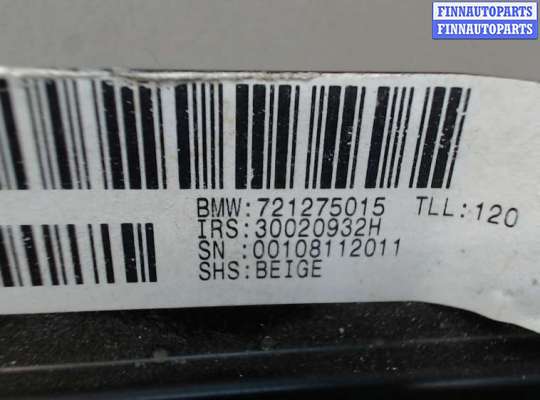 FINNAUTOPARTS
FINNAUTOPARTS
BMW:721275015 TLL:120
IRS:30020932H
SN :00108112011
SHS:BEIGE